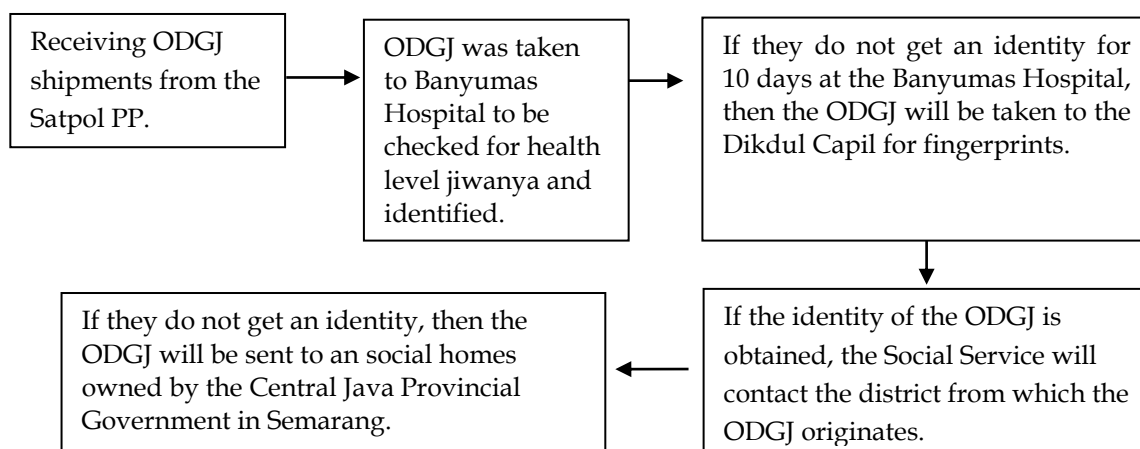 Receiving ODGJ
shipments from the
Satpol PP.
ODGJ was taken
to Banyumas
Hospital to be
checked for health
level jiwanya and
identified.
If they do not get an identity for
10 days at the Banyumas Hospital,
then the ODGJ will be taken to the
Dikdul Capil for fingerprints.
If the identity of the ODGJ is
obtained, the Social Service will
contact the district from which the
ODGJ originates.
If they do not get an identity, then the
ODGJ will be sent to an social homes
owned by the Central Java Provincial
Government in Semarang.